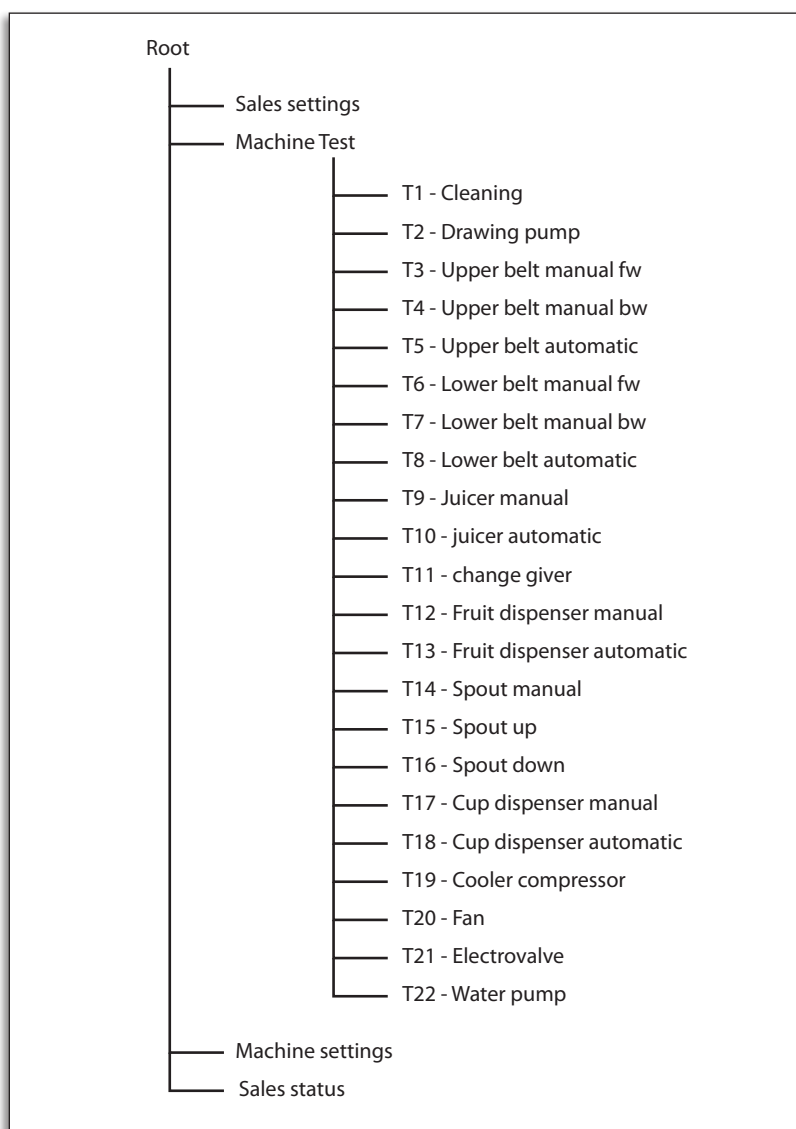 Root
Sales settings
Machine Test
T1 - Cleaning
T2 - Drawing pump
T3 - Upper belt manual fw
T4 - Upper belt manual bw
T5 - Upper belt automatic
T6 - Lower belt manual fw
T7 - Lower belt manual bw
T8 - Lower belt automatic
T9 - Juicer manual
T10 - juicer automatic
T11 - change giver
T12 - Fruit dispenser manual
T13 - Fruit dispenser automatic
T14 - Spout manual
T15 - Spout up
T16 - Spout down
T17 - Cup dispenser manual
T18 - Cup dispenser automatic
T19 - Cooler compressor
T20 - Fan
T21 - Electrovalve
T22 - Water pump
Machine settings
Sales status